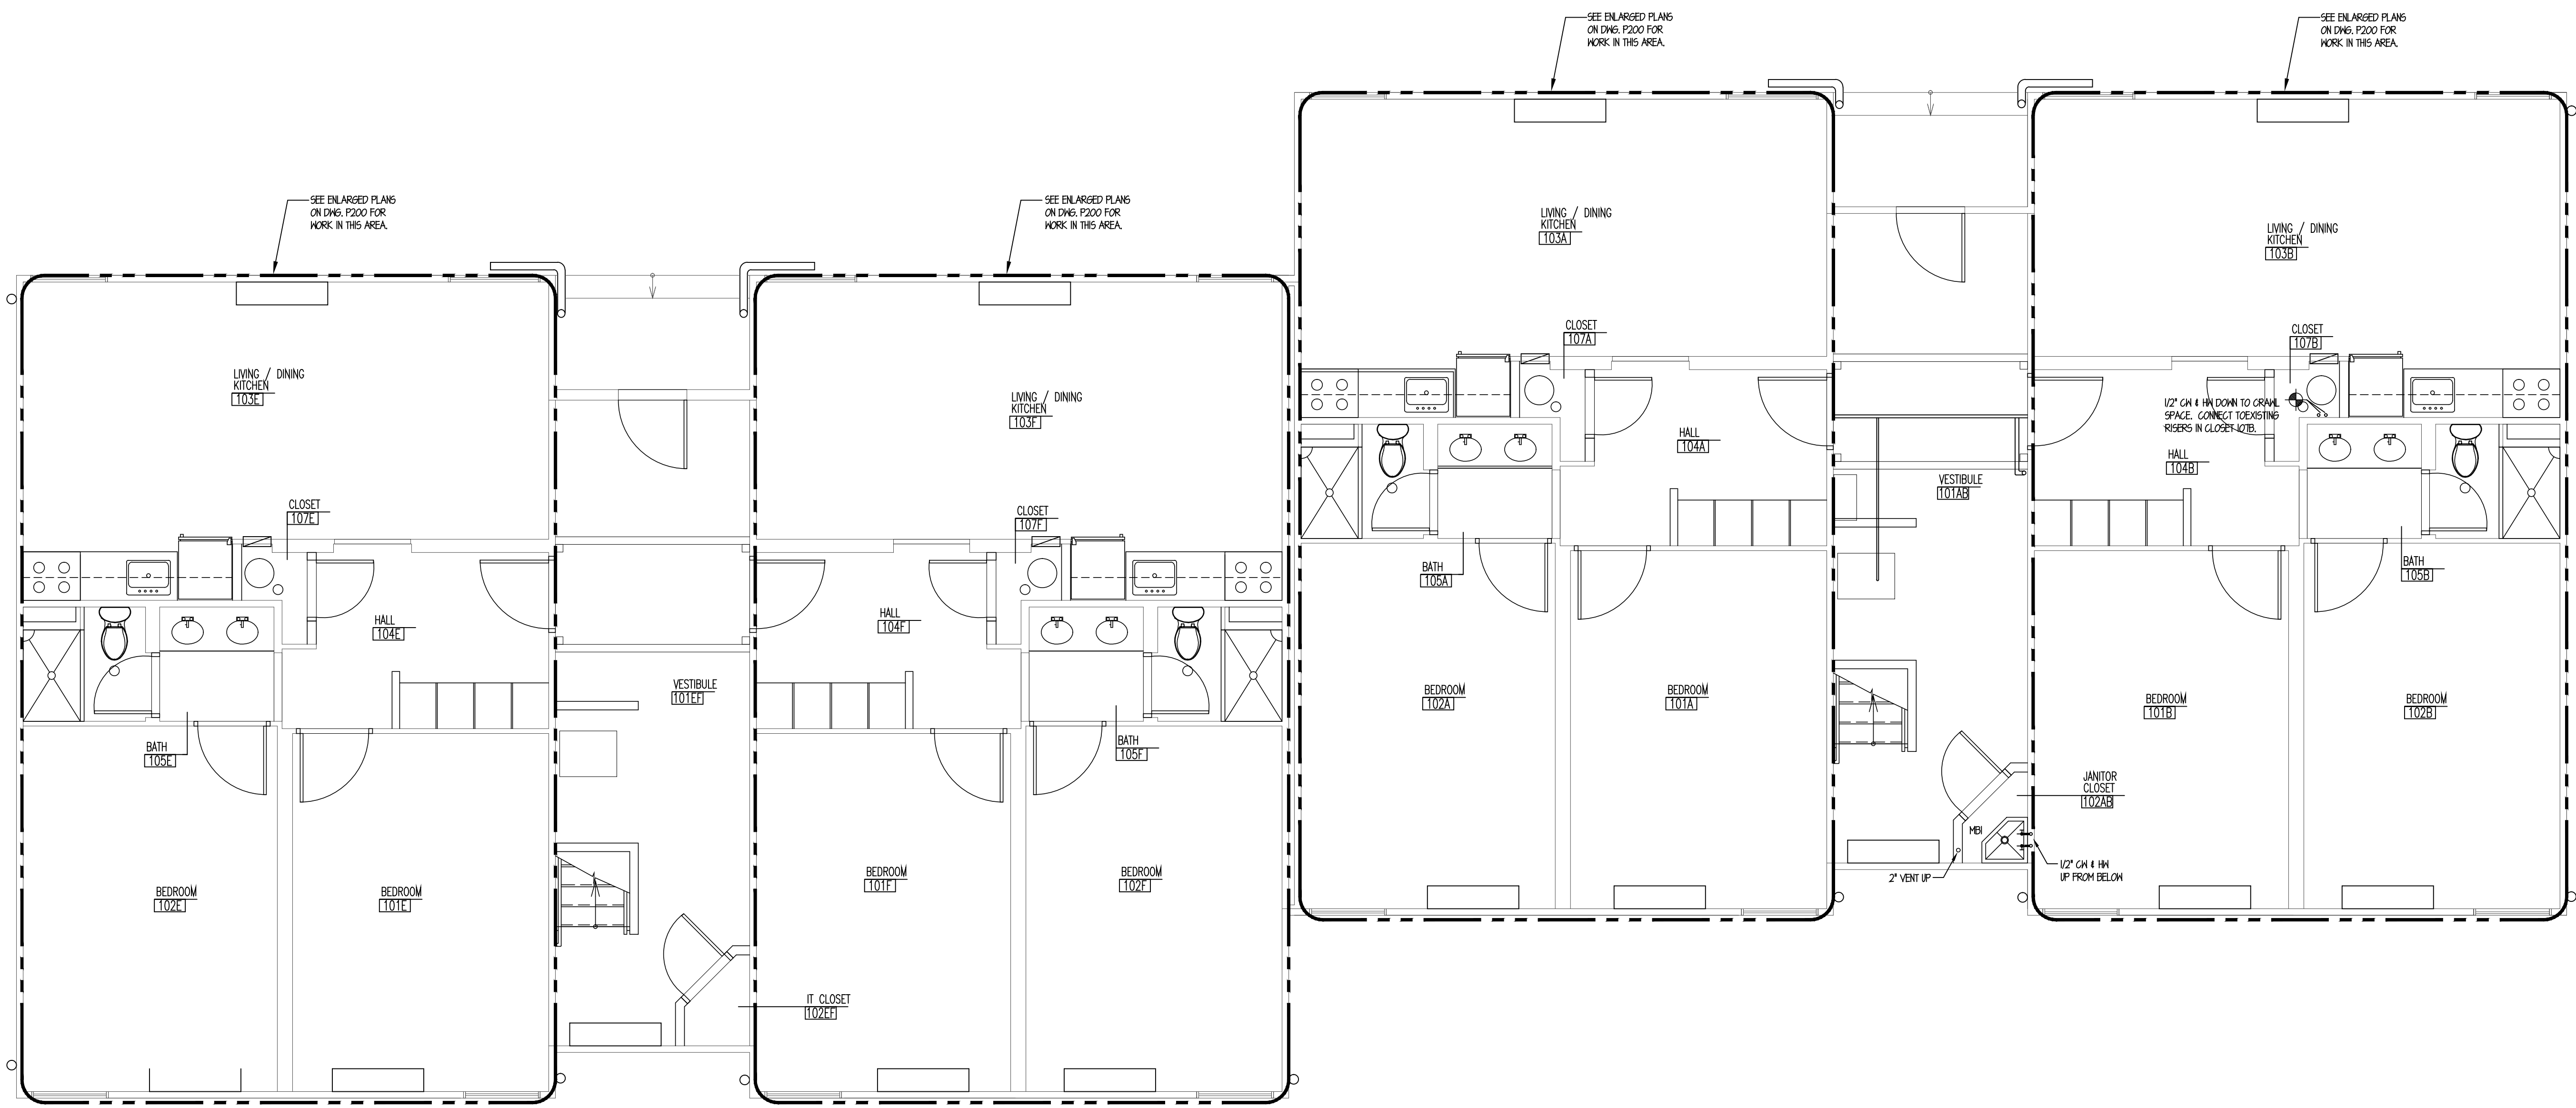 SEE ENLARGED PLANS
ON DWG. P200 FOR
WORK IN THIS AREA.
SEE ENLARGED PLANS
ON DWG. P200 FOR
WORK IN THIS AREA.
SEE ENLARGED PLANS
ON DWG. P200 FOR
WORK IN THIS AREA.
SEE ENLARGED PLANS
ON DWG. P200 FOR
WORK IN THIS AREA.
LIVING / DINING
KITCHEN
103E
CLOSET
107E
HALL
104E
BATH
105E
BEDROOM
102E
BEDROOM
101E
VESTIBULE
101EF
IT CLOSET
102EF
LIVING / DINING
KITCHEN
103F
CLOSET
107F
HALL
104F
BATH
105F
BEDROOM
101F
BEDROOM
102F
LIVING / DINING
KITCHEN
103A
CLOSET
107A
HALL
104A
BATH
105A
BEDROOM
102A
BEDROOM
101A
VESTIBULE
101AB
JANITOR
CLOSET
102AB
MB1
2" VENT UP
1/2" CW & HW
UP FROM BELOW
LIVING / DINING
KITCHEN
103B
CLOSET
107B
1/2" CW & HW DOWN TO CRAWL
SPACE. CONNECT TOEXISTING
RISERS IN CLOSET 107B.
HALL
104B
BATH
105B
BEDROOM
101B
BEDROOM
102B